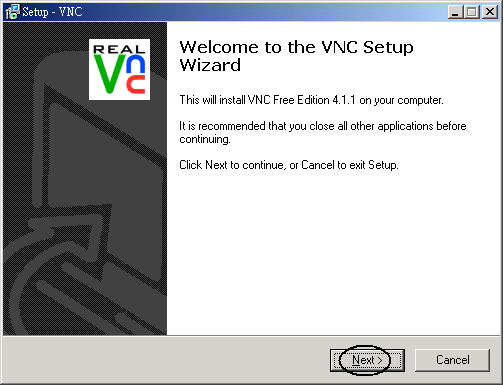 Setup - VNC
REAL
VNC
Welcome to the VNC Setup
Wizard
This will install VNC Free Edition 4.1.1 on your computer.
It is recommended that you close all other applications before
continuing.
Click Next to continue, or Cancel to exit Setup.
Next >
Cancel